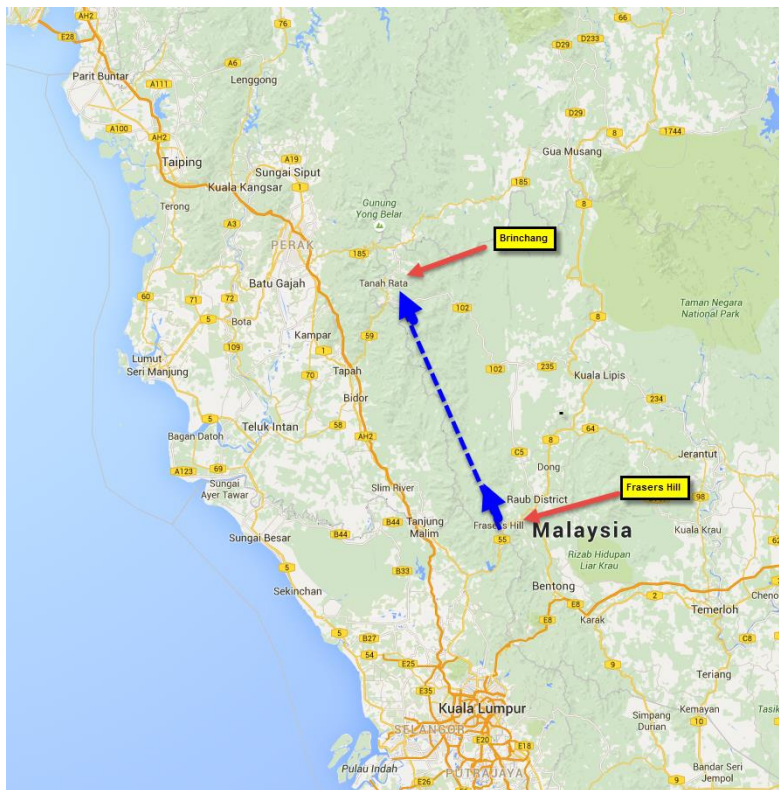 AH2
76
66
E28
D29
D233
A6
Parit Buntar
Lenggong
A111
D29
A100
AH2
8
1744
Gua Musang
Taiping
A19
Sungai Siput
Kuala Kangsar
1
185
Terong
Gunung
Yong Belar
8
A3
Brinchang
PERAK
185
Batu Gajah
Tanah Rata
60
71
72
Taman Negara
National Park
102
5
Bota
59
8
Kampar
109
1
Lumut
Seri Manjung
102
235
70
Tapah
Kuala Lipis
Bidor
234
5
58
Teluk Intan
64
Bagan Datoh
AH2
8
C5
Jerantut
A123
69
Dong
Sungai
Ayer Tawar
Slim River
Frasers Hill
Raub District
98
B44
Tanjung
Malim
Frasers Hill
Malaysia
Kuala Krau
Sungai Besar
B44
55
62
Rizab Hidupan
Liar Krau
5
B33
Sekinchan
Bentong
E8
2
Cheno
Temerloh
E8
Karak
5
B27
C8
54
E25
9
Teriang
E35
Kuala Lumpur
Kemayan
Tasik
SELANGOR
Simpang
Durian
10
E20
E18
Pulau Indah
PUTRAJAYA
Bandar Seri
Jempol
E26
9